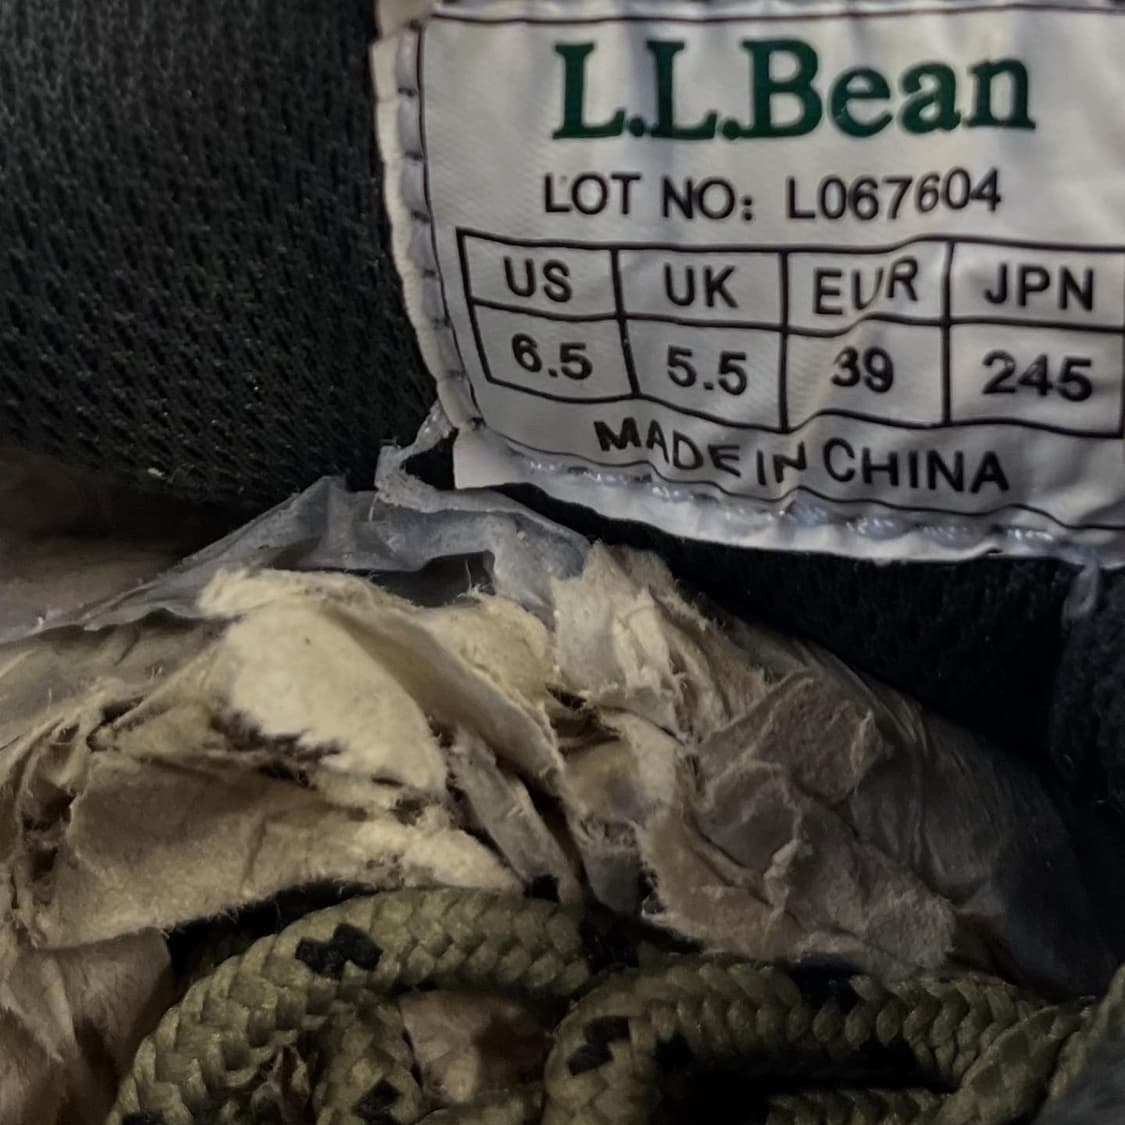 L.L.Bean
LOT NO: L067604
US UK EUR JPN
6.5 5.5 39 245
MADE IN CHINA